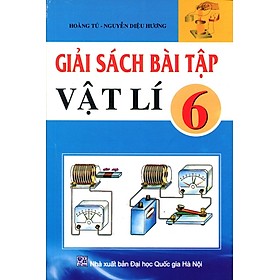 HOÀNG TÚ - NGUYỄN DIỆU HƯƠNG
GIẢI SÁCH BÀI TẬP
VẬT LÍ 6
Nhà xuất bản Đại học Quốc gia Hà Nội